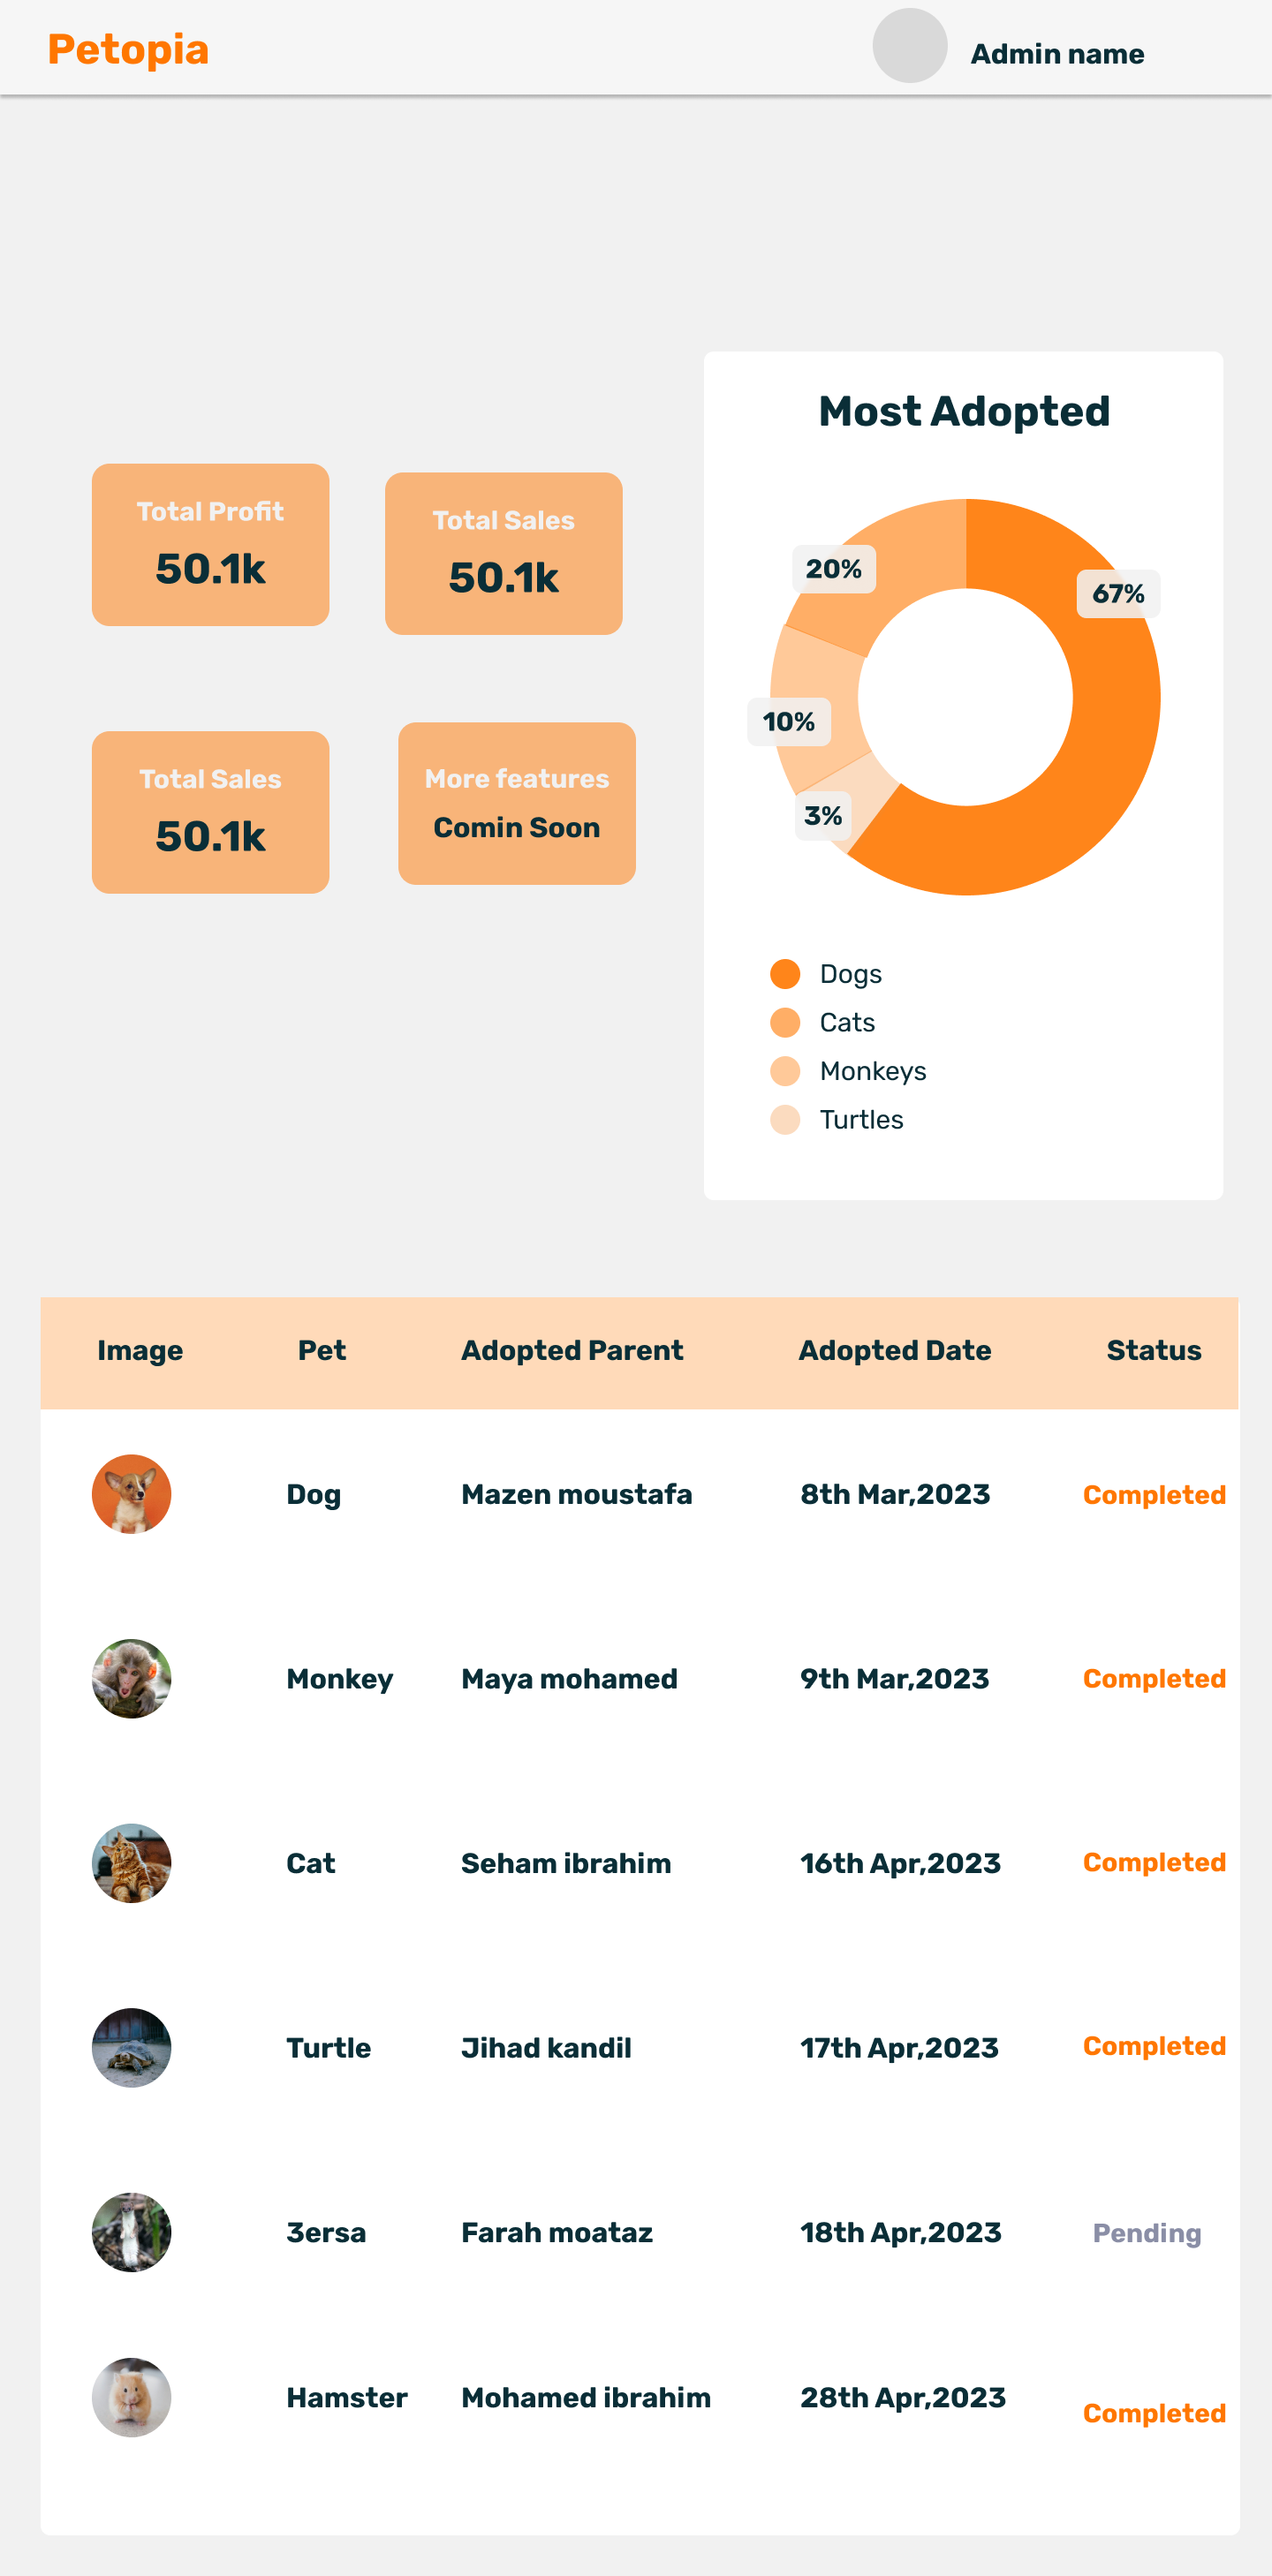 Petopia
Admin name
Total Profit
50.1k
Total Sales
50.1k
Total Sales
50.1k
More features
Comin Soon
Most Adopted
20%
67%
10%
3%
Dogs
Cats
Monkeys
Turtles
Image Pet Adopted Parent Adopted Date Status
Dog Mazen moustafa 8th Mar,2023 Completed
Monkey Maya mohamed 9th Mar,2023 Completed
Cat Seham ibrahim 16th Apr,2023 Completed
Turtle Jihad kandil 17th Apr,2023 Completed
3ersa Farah moataz 18th Apr,2023 Pending
Hamster Mohamed ibrahim 28th Apr,2023 Completed